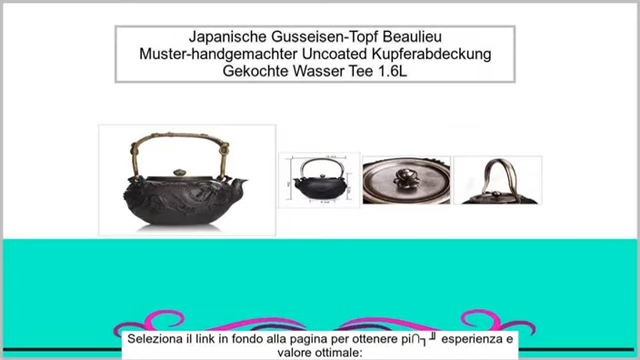 Japanische Gusseisen-Topf Beaulieu
Muster-handgemachter Uncoated Kupferabdeckung
Gekochte Wasser Tee 1.6L
Seleziona il link in fondo alla pagina per ottenere pi∩┐╜ esperienza e
valore ottimale: